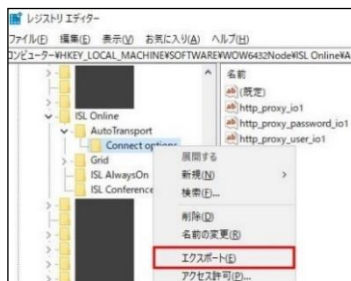 レジストリ エディター
ファイル(F) 編集(E) 表示(V) お気に入り(A) ヘルプ(H)
コンピューター¥HKEY_LOCAL_MACHINE¥SOFTWARE¥WOW6432Node¥ISL Online¥A
名前
(既定)
http_proxy_io1
http_proxy_password_io1
http_proxy_user_io1
ISL Online
AutoTransport
Connect options
Grid
ISL AlwaysOn
ISL Conference
展開する
新規(N)
検索(F)...
削除(D)
名前の変更(R)
エクスポート(E)
アクセス許可(P)...